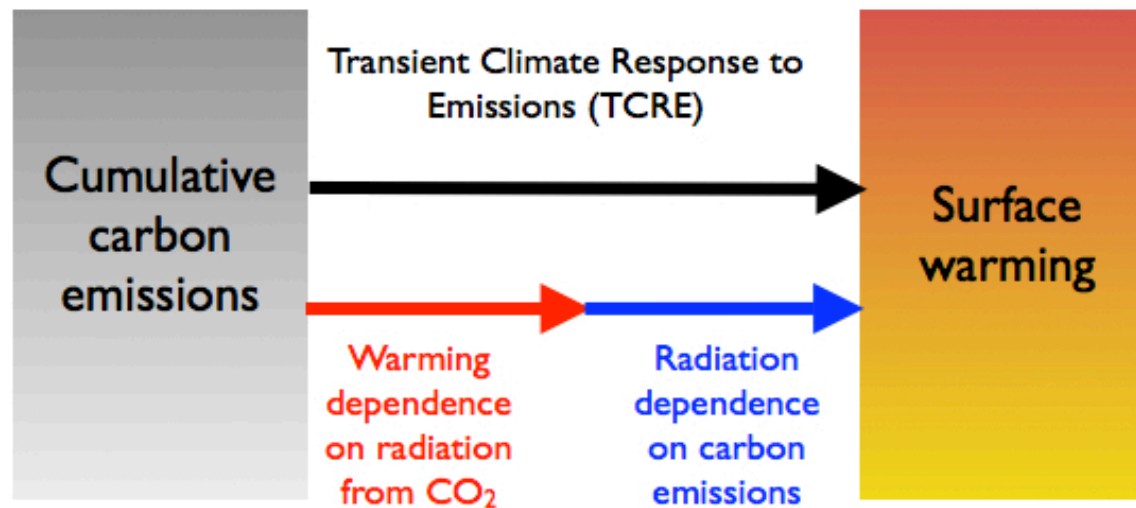 Transient Climate Response to
Emissions (TCRE)
Cumulative
carbon
emissions
Surface
warming
Warming
dependence
on radiation
from CO₂
Radiation
dependence
on carbon
emissions